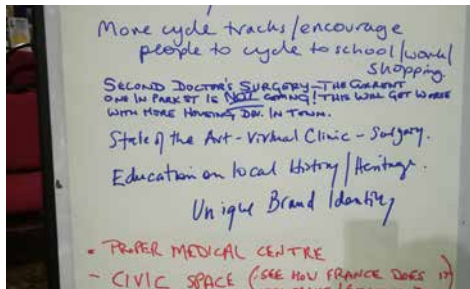 More cycle tracks/encourage
people to cycle to school/work/
shopping.
SECOND DOCTOR'S SURGERY - THE CURRENT
ONE IN PARK ST IS NOT COPING! THIS WILL GET WORSE
WITH MORE HOUSING DEV. IN TOWN.
State of the Art - Virtual Clinic - Surgery.
Education on local History/Heritage.
Unique Brand Identity
• PROPER MEDICAL CENTRE
- CIVIC SPACE (SEE HOW FRANCE DOES IT)